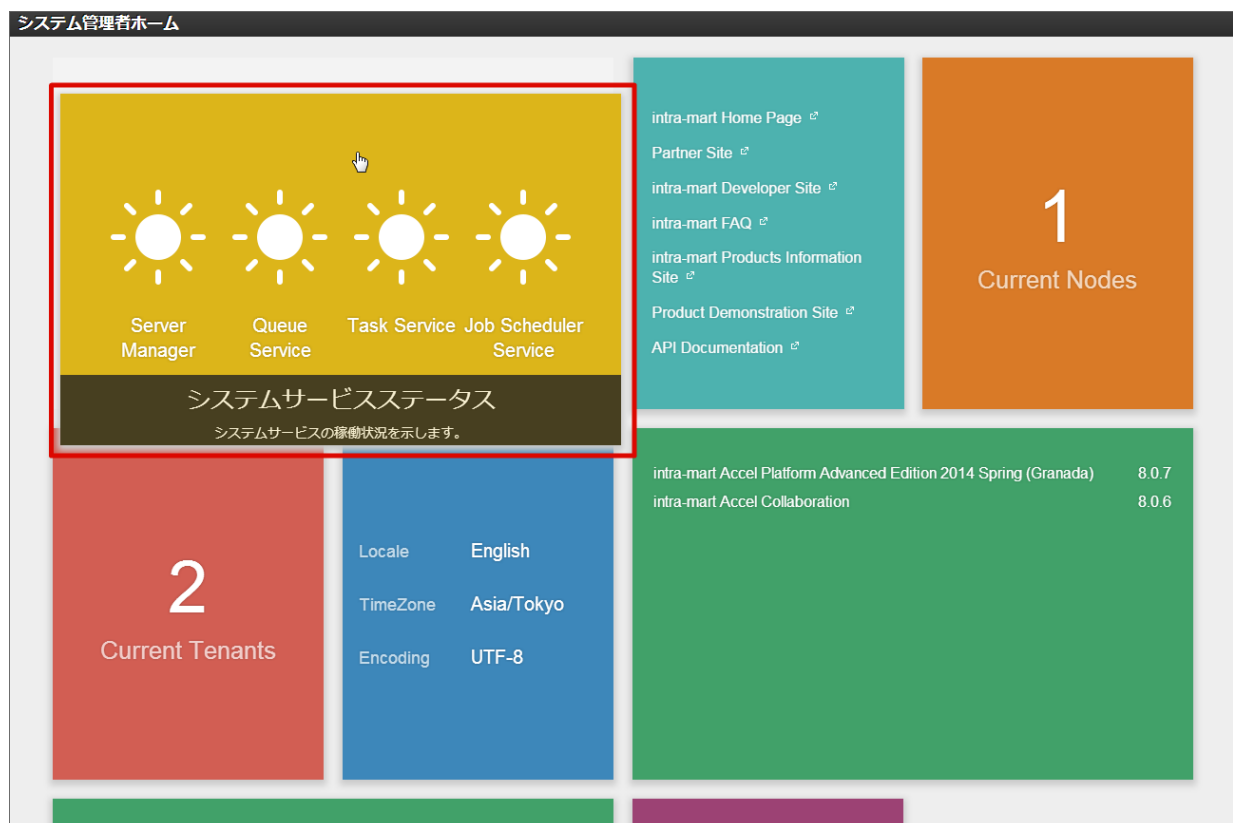 システム管理者ホーム
Server
Manager
Queue
Service
Task Service
Job Scheduler
Service
システムサービスステータス
システムサービスの稼働状況を示します。
intra-mart Home Page
Partner Site
intra-mart Developer Site
intra-mart FAQ
intra-mart Products Information
Site
Product Demonstration Site
API Documentation
1
Current Nodes
2
Current Tenants
Locale English
TimeZone Asia/Tokyo
Encoding UTF-8
intra-mart Accel Platform Advanced Edition 2014 Spring (Granada) 8.0.7
intra-mart Accel Collaboration 8.0.6